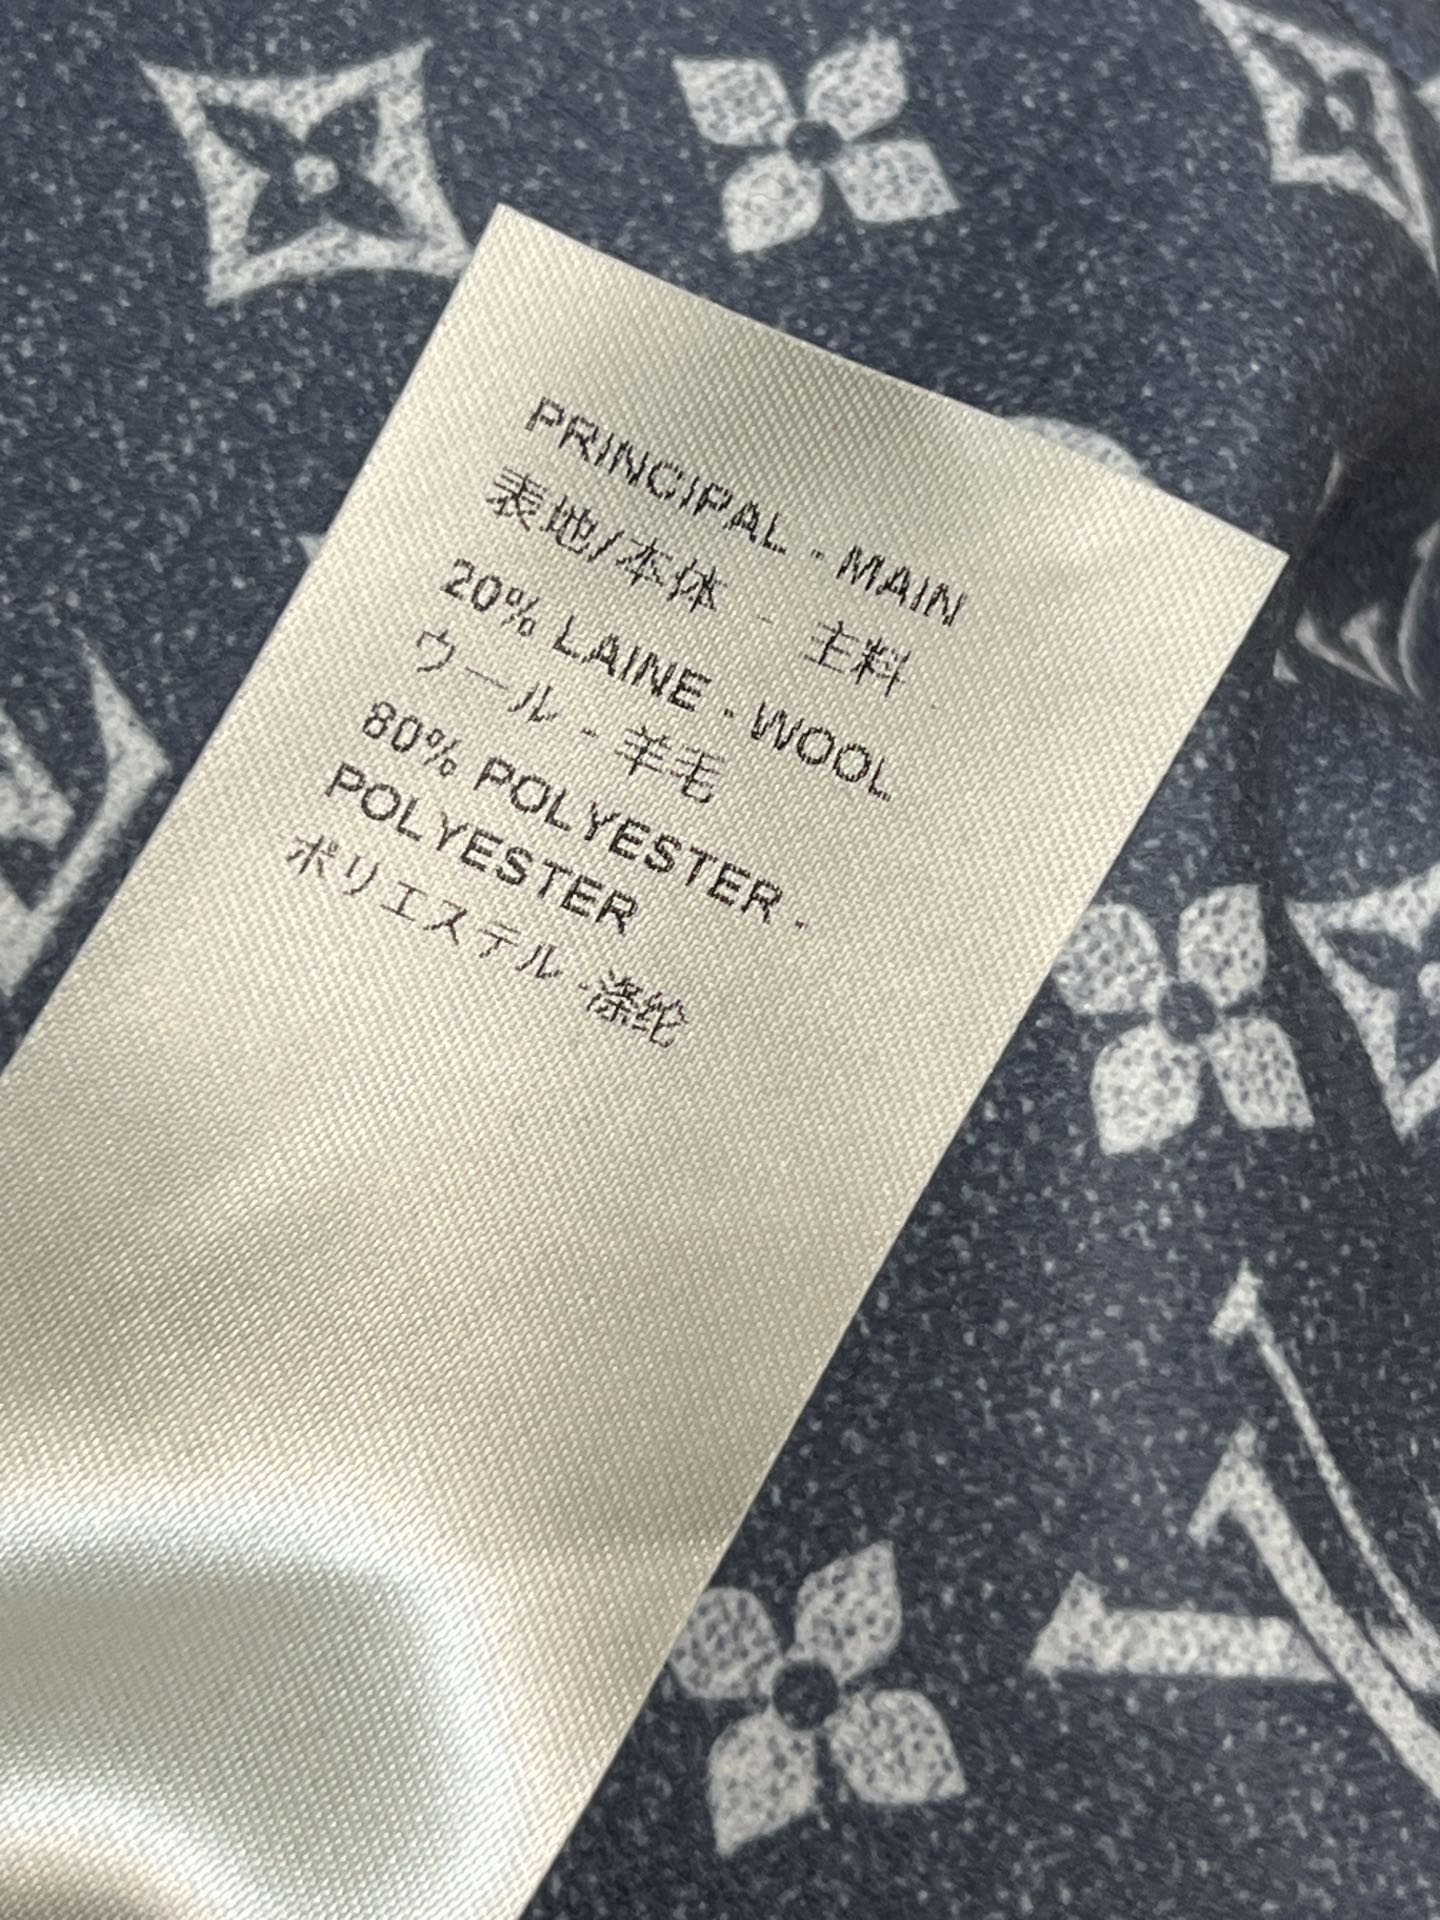 PRINCIPAL - MAIN
表地/本体 - 主料
20% LAINE - WOOL
ウール - 羊毛
80% POLYESTER -
POLYESTER
ポリエステル - 涤纶